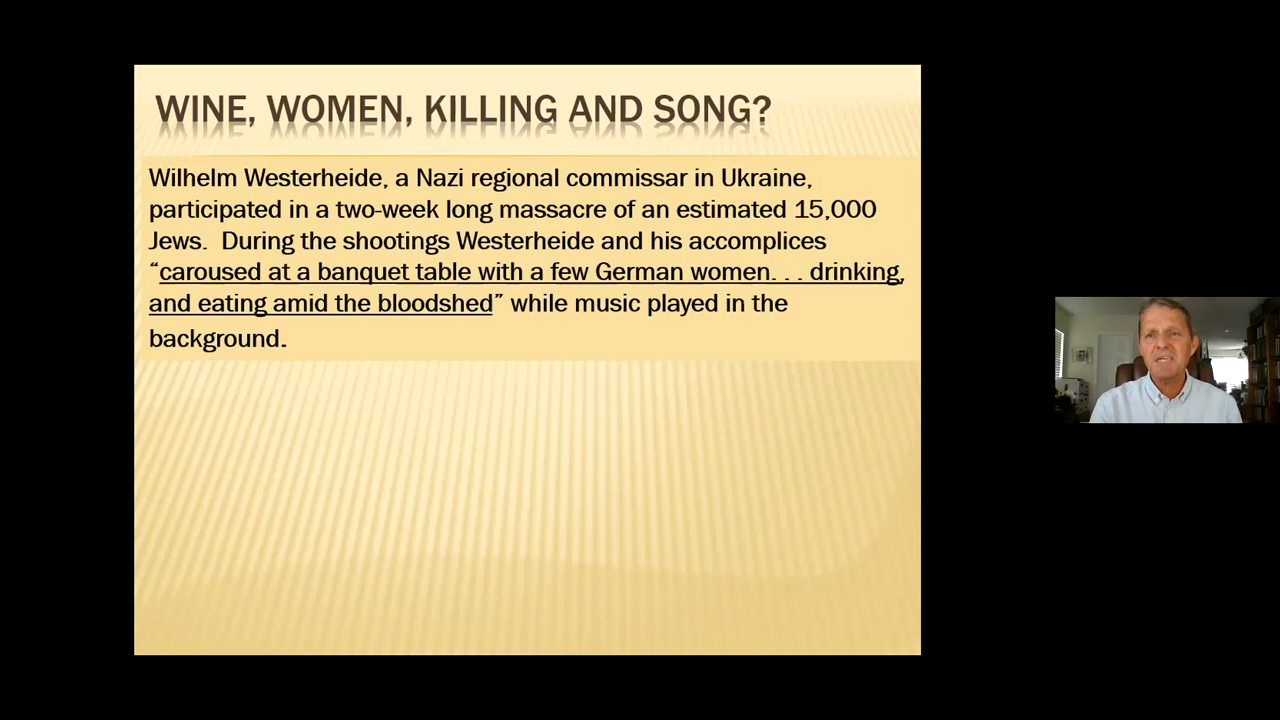 WINE, WOMEN, KILLING AND SONG?
Wilhelm Westerheide, a Nazi regional commissar in Ukraine,
participated in a two-week long massacre of an estimated 15,000
Jews.  During the shootings Westerheide and his accomplices
“caroused at a banquet table with a few German women. . . drinking,
and eating amid the bloodshed” while music played in the
background.